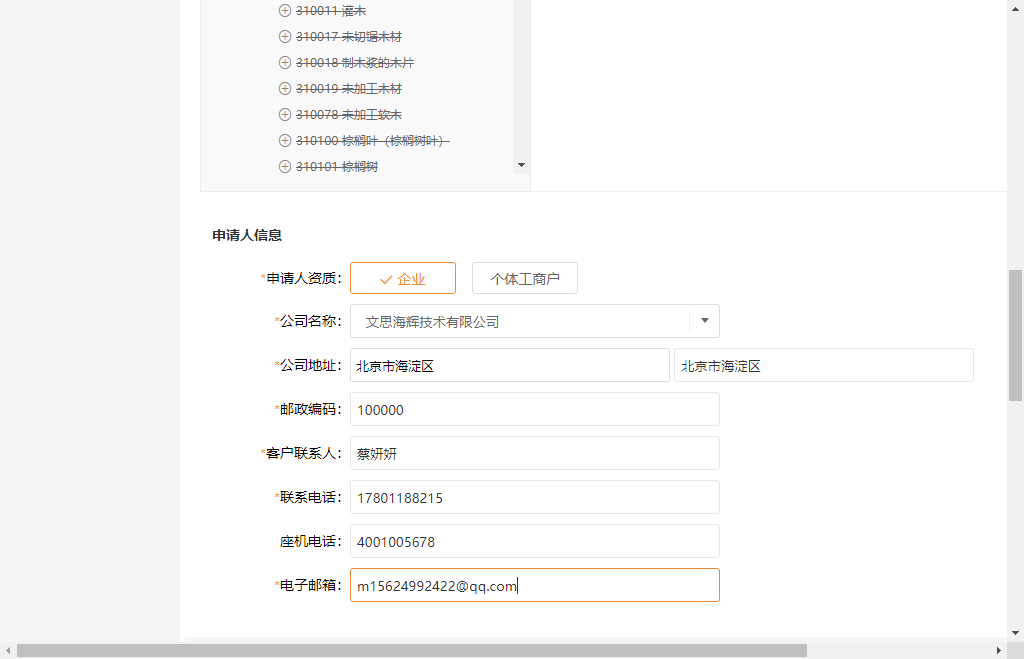 310011 灌木
310017 未切锯木材
310018 制木浆的木片
310019 未加工木材
310078 未加工软木
310100 棕榈叶（棕榈树叶）
310101 棕榈树
申请人信息
*申请人资质： 企业 个体工商户
*公司名称： 文思海辉技术有限公司
*公司地址： 北京市海淀区 北京市海淀区
*邮政编码： 100000
*客户联系人： 蔡妍妍
*联系电话： 17801188215
座机电话： 4001005678
*电子邮箱： m15624992422@qq.com